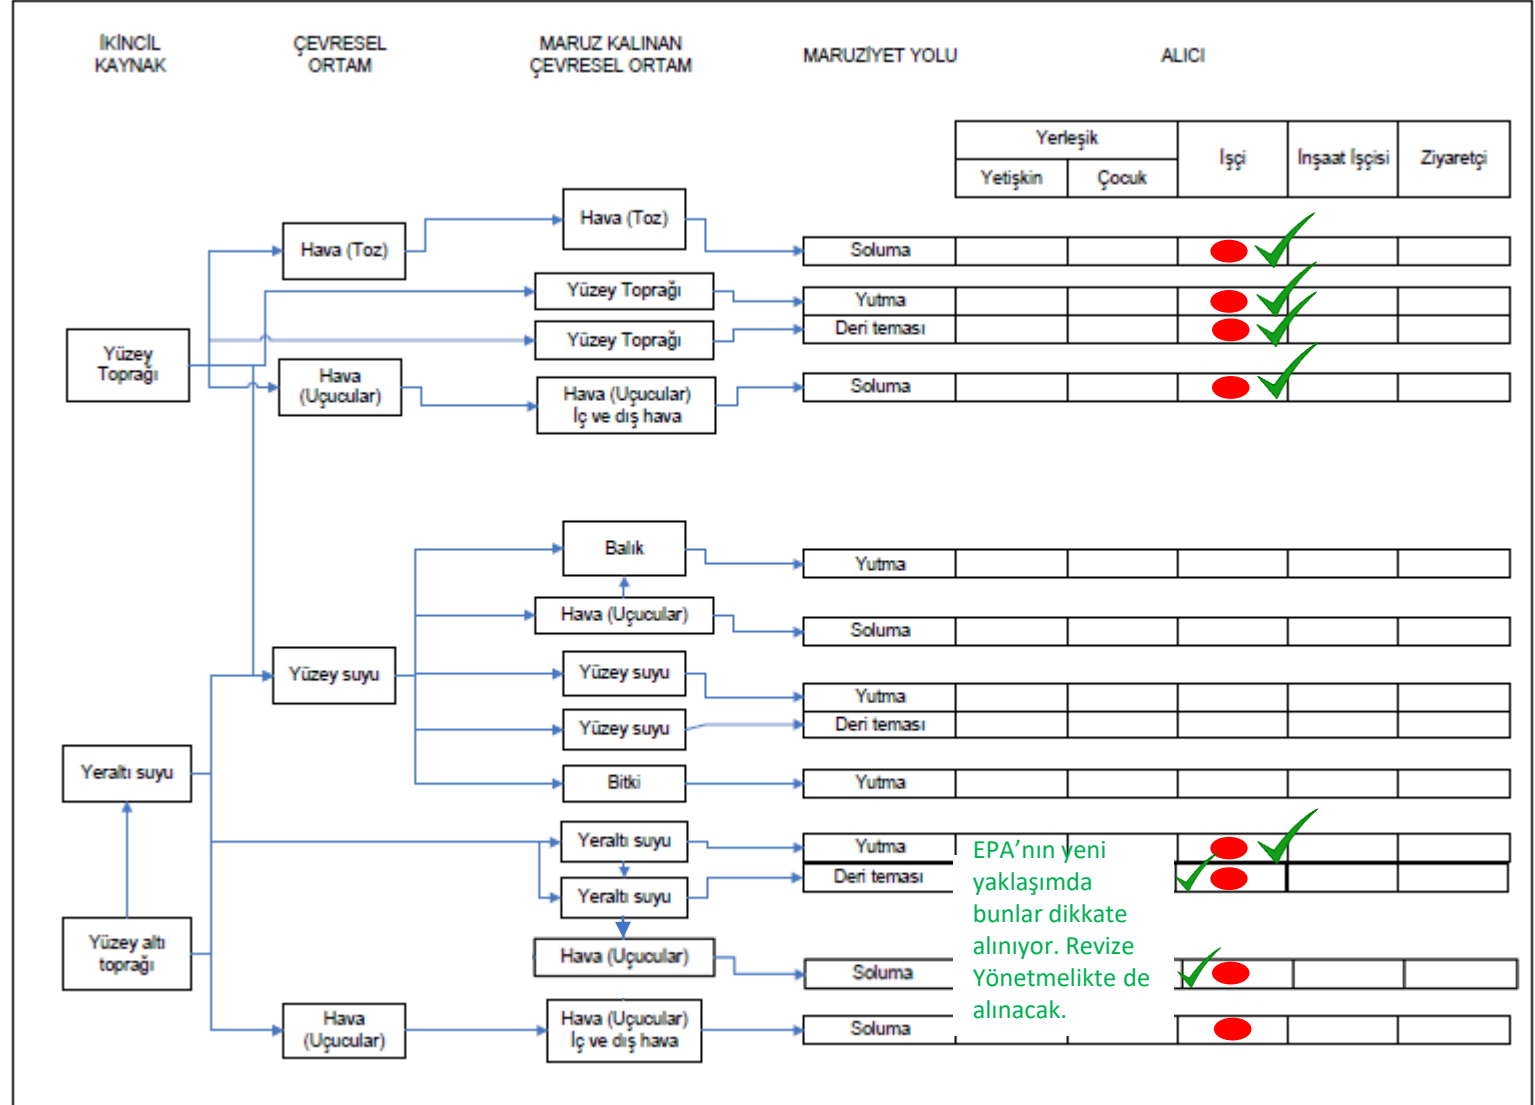 İKİNCİL
KAYNAK
ÇEVRESEL
ORTAM
MARUZ KALINAN
ÇEVRESEL ORTAM
MARUZİYET YOLU
ALICI
Yerleşik
Yetişkin
Çocuk
İşçi
İnşaat İşçisi
Ziyaretçi
Hava (Toz)
Hava (Toz)
Soluma
Yüzey Toprağı
Yutma
Yüzey Toprağı
Deri teması
Yüzey
Toprağı
Hava
(Uçucular)
Hava (Uçucular)
İç ve dış hava
Soluma
Balık
Yutma
Hava (Uçucular)
Soluma
Yüzey suyu
Yüzey suyu
Yutma
Yüzey suyu
Deri teması
Yeraltı suyu
Bitki
Yutma
Yeraltı suyu
Yutma
Yeraltı suyu
Deri teması
EPA’nın yeni
yaklaşımda
bunlar dikkate
alınıyor. Revize
Yönetmelikte de
alınacak.
Yüzey altı
toprağı
Hava (Uçucular)
Soluma
Hava
(Uçucular)
Hava (Uçucular)
İç ve dış hava
Soluma